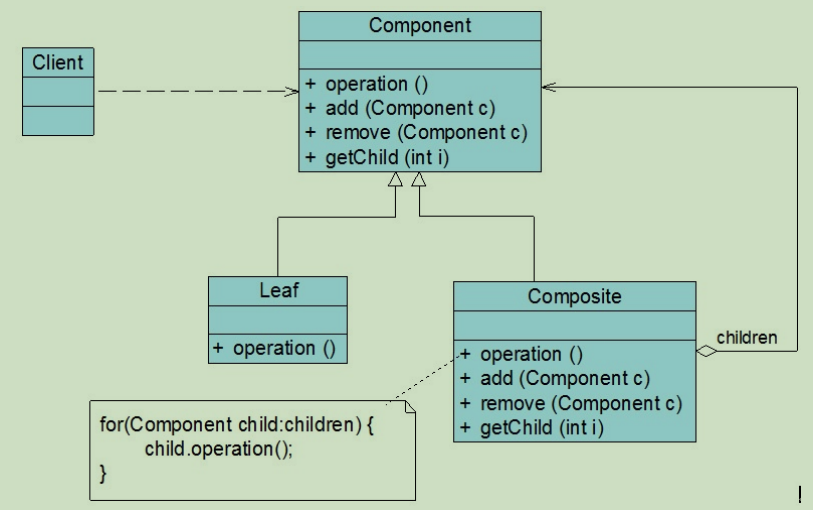 Component
Client
+ operation ()
+ add (Component c)
+ remove (Component c)
+ getChild (int i)
Leaf
+ operation ()
Composite
children
+ operation ()
+ add (Component c)
+ remove (Component c)
+ getChild (int i)
for(Component child:children) {
child.operation();
}
!